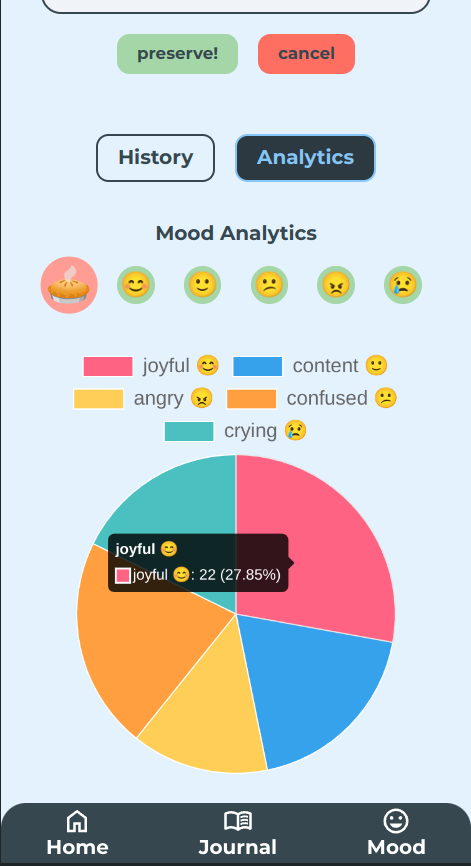 preserve! cancel
History Analytics
Mood Analytics
joyful 😊 content 🙂
angry 😠 confused 😕
crying 😢
joyful 😊
joyful 😊: 22 (27.85%)
Home Journal Mood